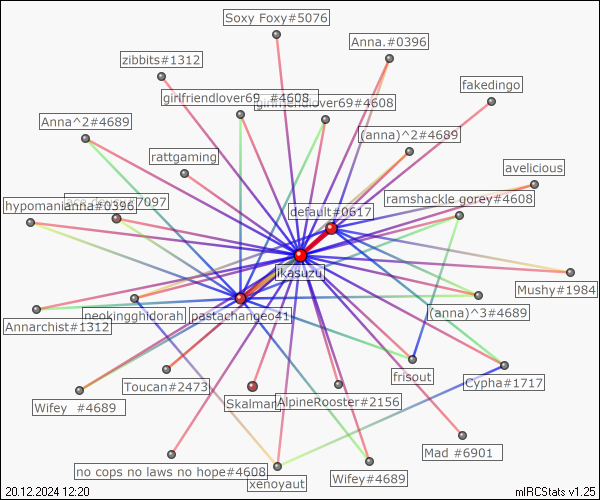 Soxy Foxy#5076
Anna.#0396
zibbits#1312
fakedingo
girlfriendlover69_ #4608
girlfriendlover69#4608
Anna^2#4689
(anna)^2#4689
rattgaming
avelicious
7097
hypomanianna#0396
ramshackle gorey#4608
default#0617
ikasuzu
Mushy#1984
neokingghidorah
pastachangeo41
(anna)^3#4689
Annarchist#1312
frisout
Cypha#1717
Toucan#2473
Skalman
AlpineRooster#2156
Wifey_ #4689
Mad #6901
no cops no laws no hope#4608
Wifey#4689
xenoyaut
20.12.2024 12:20
mIRCStats v1.25